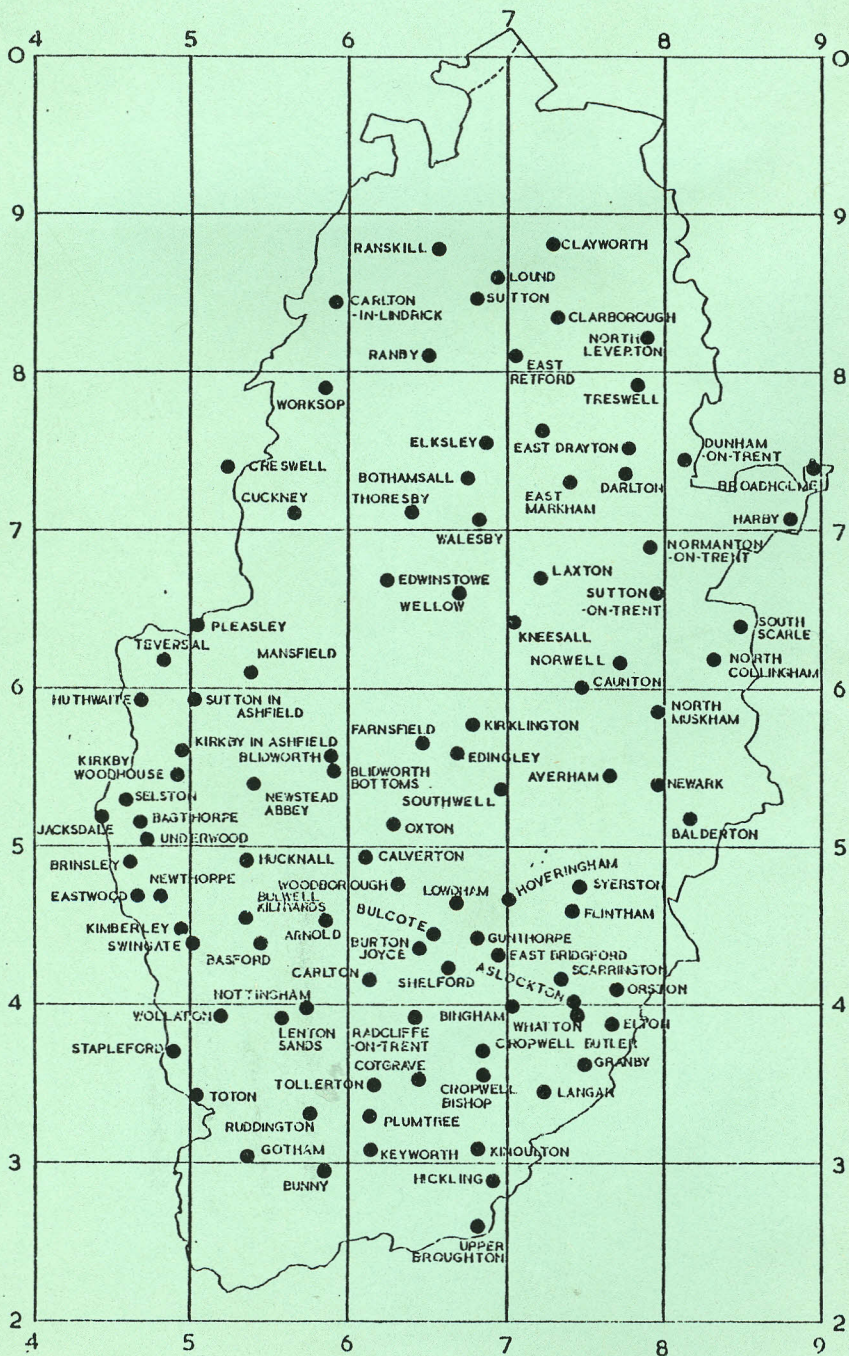 7
4 5 6 8 9
0 0
9 9
RANSKILL
CLAYWORTH
LOUND
SUTTON
CARLTON
-IN-LINDRICK
CLARBOROUGH
NORTH
LEVERTON
RANBY
EAST
RETFORD
8 8
TRESWELL
WORKSOP
ELKSLEY
EAST DRAYTON
DUNHAM
-ON-TRENT
CRESWELL
BOTHAMSALL
DARLTON
BROADHOLME
CUCKNEY
THORESBY
EAST
MARKHAM
HARBY
WALESBY
7 7
NORMANTON
-ON-TRENT
EDWINSTOWE
LAXTON
WELLOW
SUTTON
-ON-TRENT
PLEASLEY
KNEESALL
SOUTH
SCARLE
TEVERSAL
MANSFIELD
NORWELL
NORTH
COLLINGHAM
CAUNTON
6 6
HUTHWAITE
SUTTON IN
ASHFIELD
NORTH
MUSKHAM
FARNSFIELD
KIRKLINGTON
KIRKBY IN ASHFIELD
BLIDWORTH
EDINGLEY
KIRKBY
WOODHOUSE
BLIDWORTH
BOTTOMS
AVERHAM
NEWARK
SELSTON
NEWSTEAD
ABBEY
SOUTHWELL
JACKSDALE
BAGTHORPE
OXTON
BALDERTON
UNDERWOOD
5 5
BRINSLEY
HUCKNALL
CALVERTON
HOVERINGHAM
NEWTHORPE
WOODBOROUGH
SYERSTON
EASTWOOD
BULWELL
KILNYARDS
LOWDHAM
FLINTHAM
KIMBERLEY
ARNOLD
BULCOTE
SWINGATE
BASFORD
BURTON
JOYCE
GUNTHORPE
EAST BRIDGFORD
CARLTON
SHELFORD
ASLOCKTON
SCARRINGTON
ORSTON
NOTTINGHAM
4 4
WOLLATON
LENTON
SANDS
RADCLIFFE
-ON-TRENT
BINGHAM
WHATTON
ELTON
STAPLEFORD
CROPWELL BUTLER
COTGRAVE
GRANBY
TOLLERTON
CROPWELL
BISHOP
LANGAR
TOTON
RUDDINGTON
PLUMTREE
GOTHAM
KEYWORTH
KINOULTON
3 3
BUNNY
HICKLING
UPPER
BROUGHTON
2 2
4 5 6 7 8 9